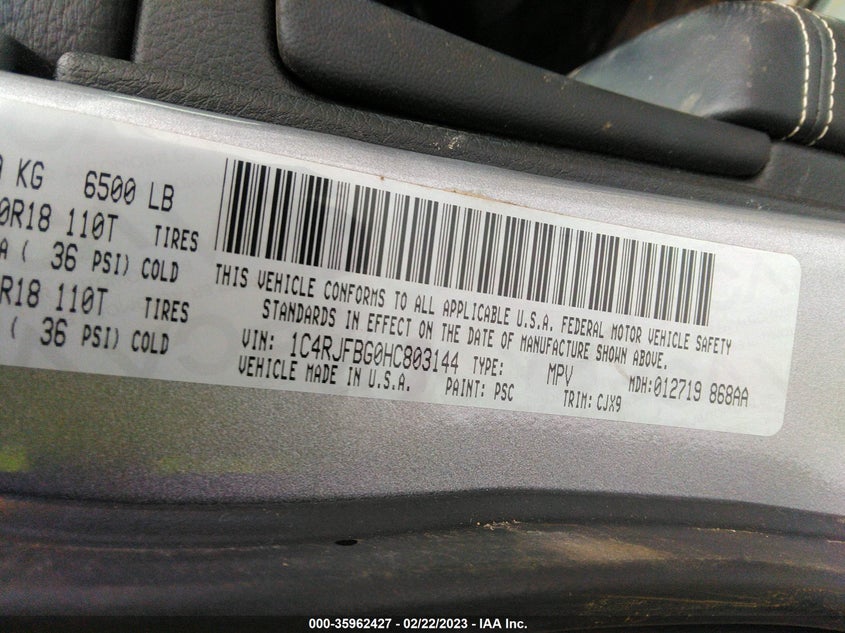 KG 6500 LB
0R18 110T TIRES
A ( 36 PSI) COLD
R18 110T TIRES
( 36 PSI) COLD
THIS VEHICLE CONFORMS TO ALL APPLICABLE U.S.A. FEDERAL MOTOR VEHICLE SAFETY
STANDARDS IN EFFECT ON THE DATE OF MANUFACTURE SHOWN ABOVE.
VIN: 1C4RJFBG0HC803144 TYPE: MPV MDH:012719 868AA
VEHICLE MADE IN U.S.A. PAINT: PSC TRIM: CJX9
000-35962427 - 02/22/2023 - IAA Inc.